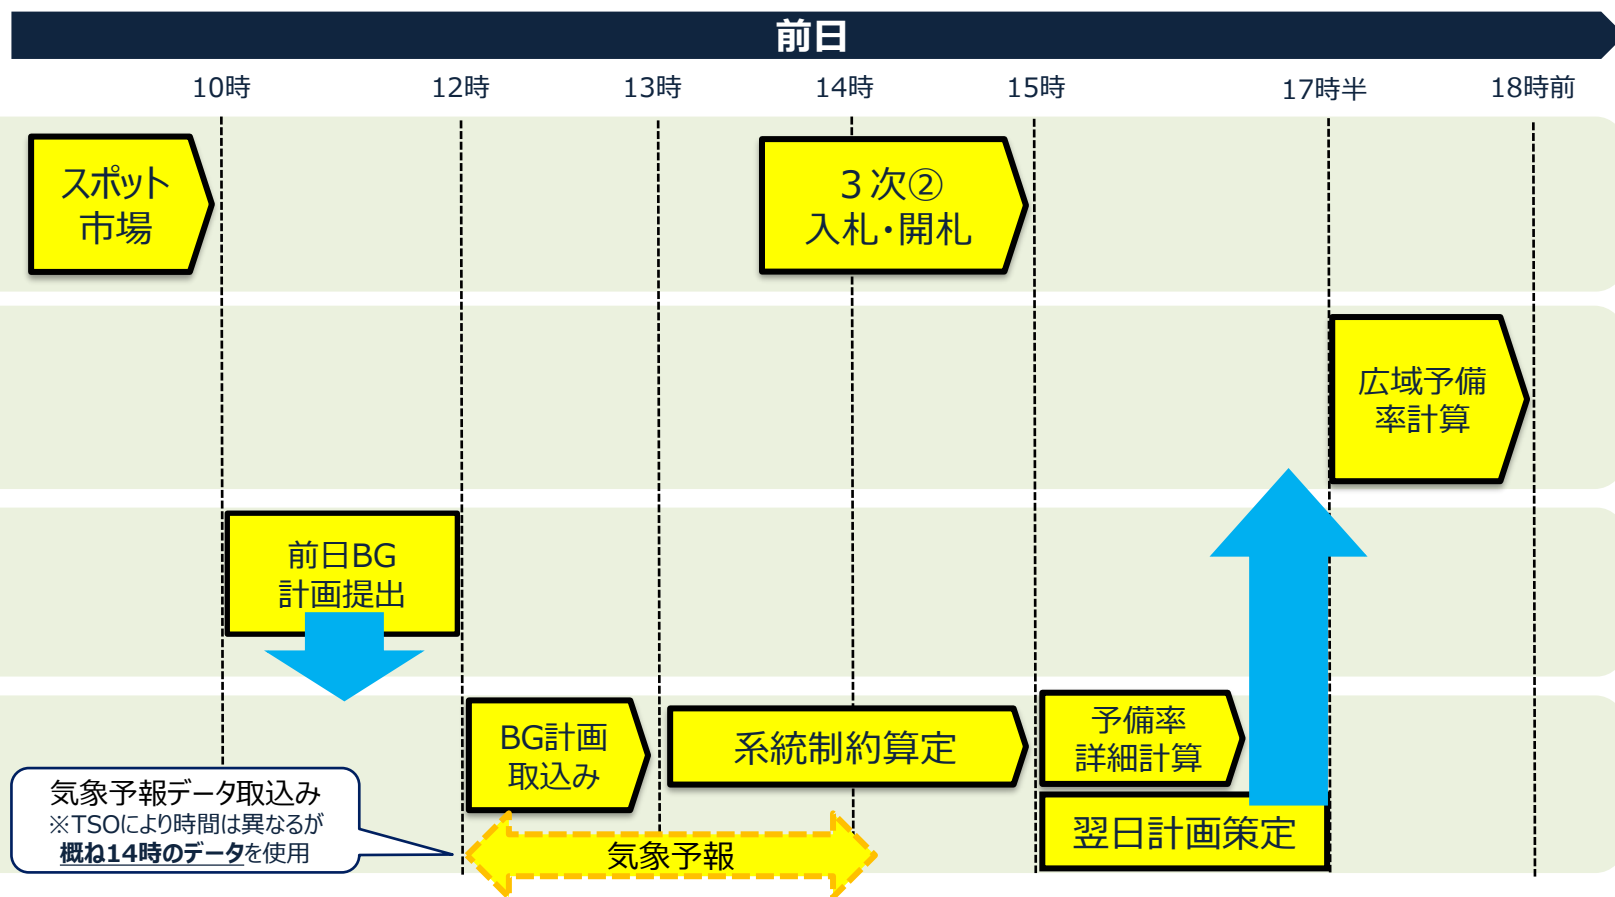 前日
10時
12時
13時
14時
15時
17時半
18時前
スポット
市場
３次②
入札・開札
広域予備
率計算
前日BG
計画提出
BG計画
取込み
系統制約算定
予備率
詳細計算
翌日計画策定
気象予報データ取込み
※TSOにより時間は異なるが
概ね14時のデータを使用
気象予報